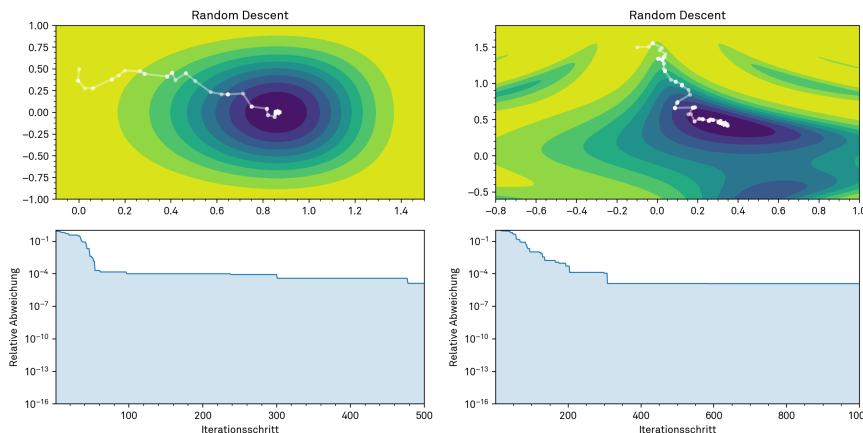 Random Descent
1.00
0.75
0.50
0.25
0.00
−0.25
−0.50
−0.75
−1.00
0.0 0.2 0.4 0.6 0.8 1.0 1.2 1.4
Random Descent
1.5
1.0
0.5
0.0
−0.5
−0.8 −0.6 −0.4 −0.2 0.0 0.2 0.4 0.6 0.8 1.0
Relative Abweichung
10⁻¹
10⁻⁴
10⁻⁷
10⁻¹⁰
10⁻¹³
10⁻¹⁶
100 200 300 400 500
Iterationsschritt
Relative Abweichung
10⁻¹
10⁻⁴
10⁻⁷
10⁻¹⁰
10⁻¹³
10⁻¹⁶
200 400 600 800 1000
Iterationsschritt